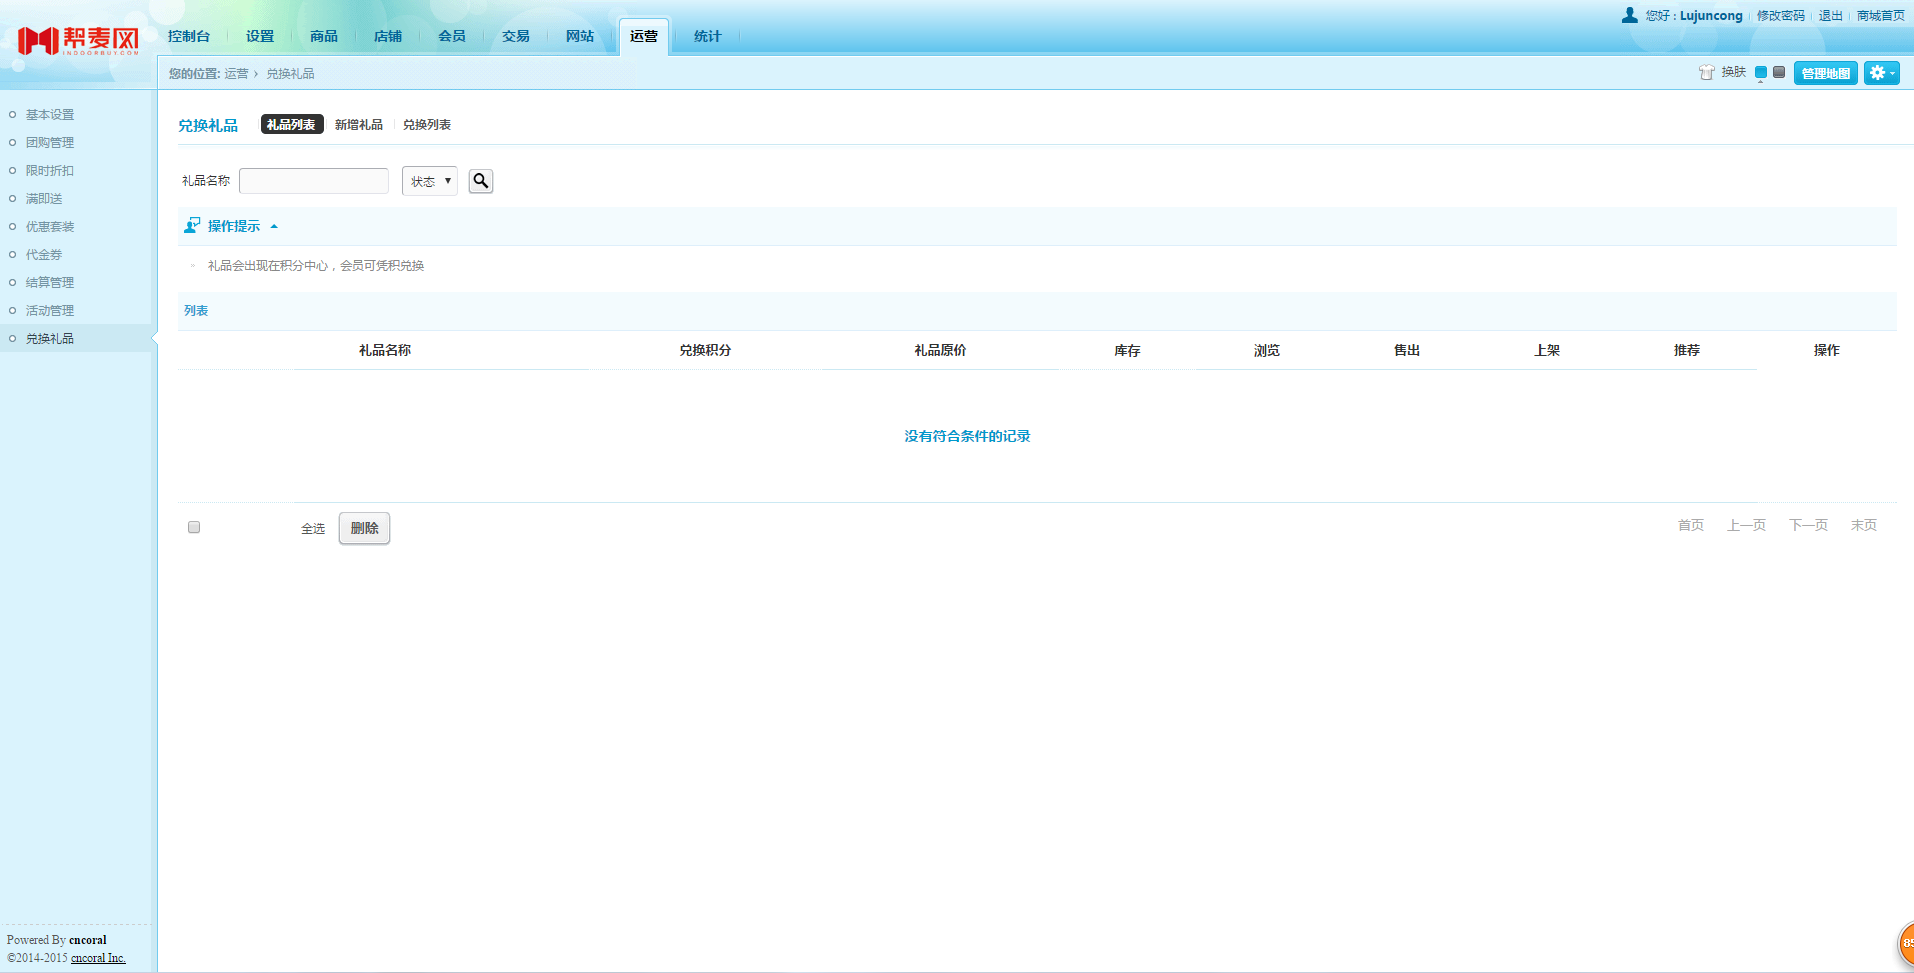 您好 : Lujuncong 修改密码 退出 商城首页
帮麦网
INDOORBUY.COM
控制台 设置 商品 店铺 会员 交易 网站 运营 统计
您的位置: 运营 › 兑换礼品
换肤 管理地图
基本设置
团购管理
限时折扣
满即送
优惠套装
代金券
结算管理
活动管理
兑换礼品
兑换礼品 礼品列表 新增礼品 兑换列表
礼品名称 状态
操作提示
礼品会出现在积分中心，会员可凭积兑换
列表
礼品名称 兑换积分 礼品原价 库存 浏览 售出 上架 推荐 操作
没有符合条件的记录
全选 删除
首页 上一页 下一页 末页
Powered By cncoral
©2014-2015 cncoral Inc.